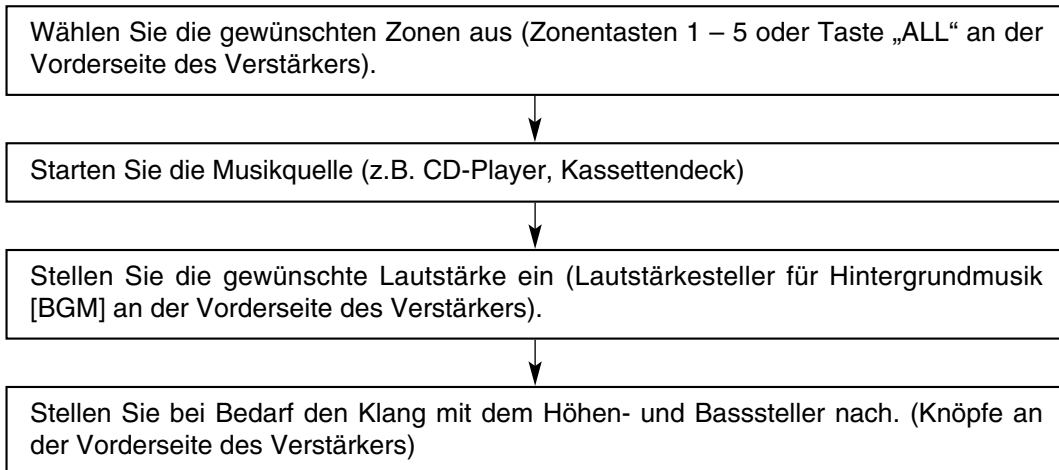 Wählen Sie die gewünschten Zonen aus (Zonentasten 1 – 5 oder Taste „ALL“ an der
Vorderseite des Verstärkers).
Starten Sie die Musikquelle (z.B. CD-Player, Kassettendeck)
Stellen Sie die gewünschte Lautstärke ein (Lautstärkesteller für Hintergrundmusik
[BGM] an der Vorderseite des Verstärkers).
Stellen Sie bei Bedarf den Klang mit dem Höhen- und Basssteller nach. (Knöpfe an
der Vorderseite des Verstärkers)